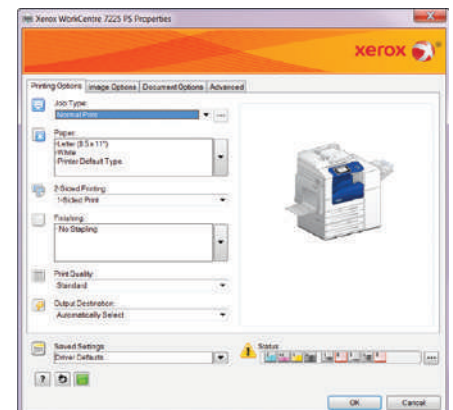 Xerox WorkCentre 7225 PS Properties
xerox
Printing Options Image Options Document Options Advanced
Job Type:
Normal Print
Paper:
Letter (8.5 x 11")
White
Printer Default Type
2-Sided Printing:
1-Sided Print
Finishing:
No Stapling
Print Quality:
Standard
Output Destination:
Automatically Select
Saved Settings:
Driver Defaults
Status:
?
OK Cancel